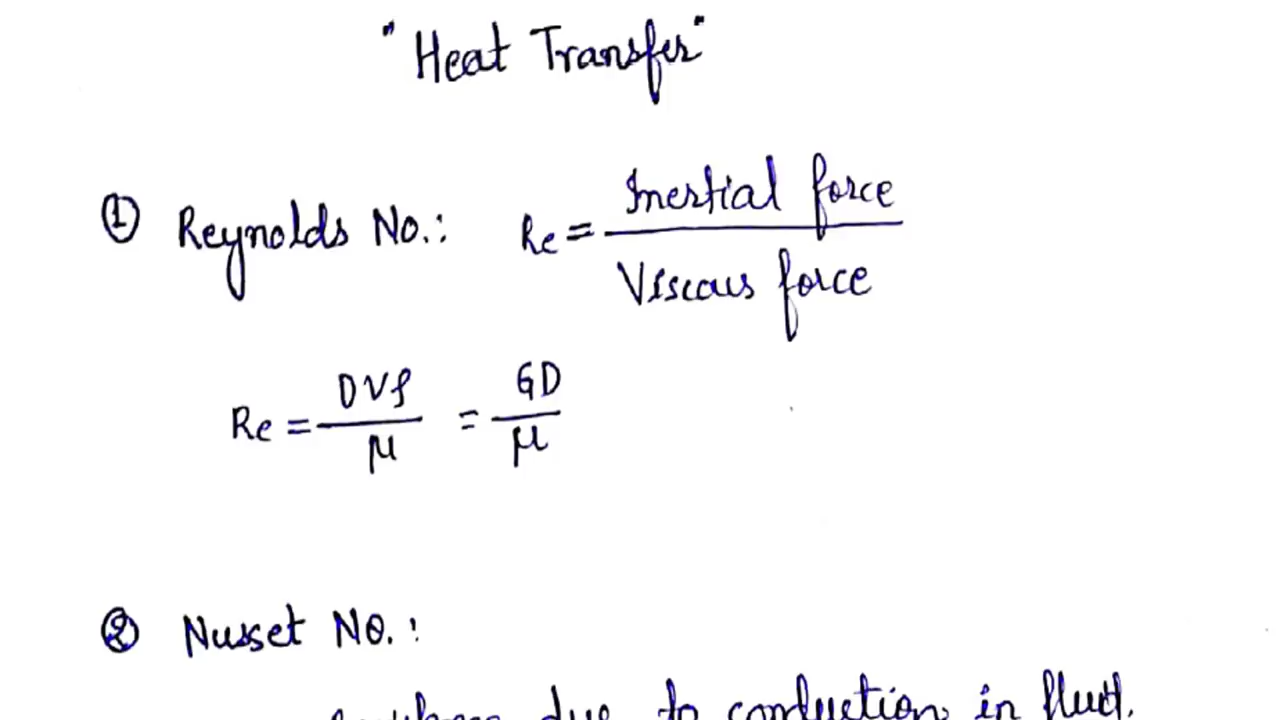 "Heat Transfer"
① Reynolds No.: Re = Inertial force / Viscous force
Re = DVρ / μ = GD / μ
② Nusset No.:
due to conduction in fluid.